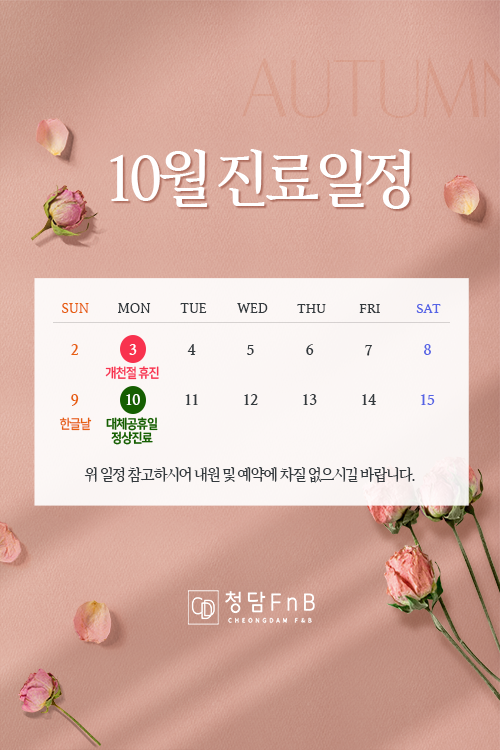 AUTUMN
10월 진료일정
SUN MON TUE WED THU FRI SAT
2 3 4 5 6 7 8
개천절 휴진
9 10 11 12 13 14 15
한글날 대체공휴일
정상진료
위 일정 참고하시어 내원 및 예약에 차질 없으시길 바랍니다.
CD 청담FnB
CHEONGDAM F&B